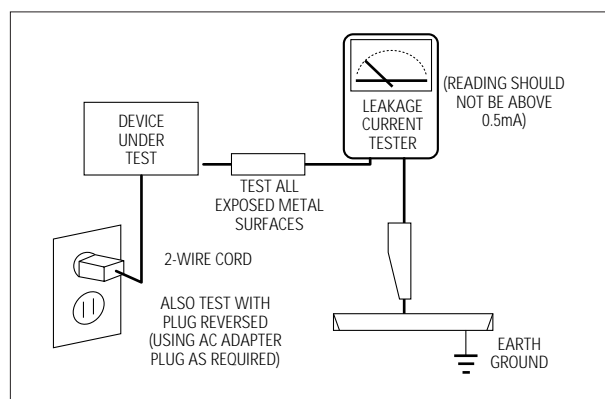 DEVICE
UNDER
TEST
LEAKAGE
CURRENT
TESTER
(READING SHOULD
NOT BE ABOVE
0.5mA)
TEST ALL
EXPOSED METAL
SURFACES
2-WIRE CORD
ALSO TEST WITH
PLUG REVERSED
(USING AC ADAPTER
PLUG AS REQUIRED)
EARTH
GROUND